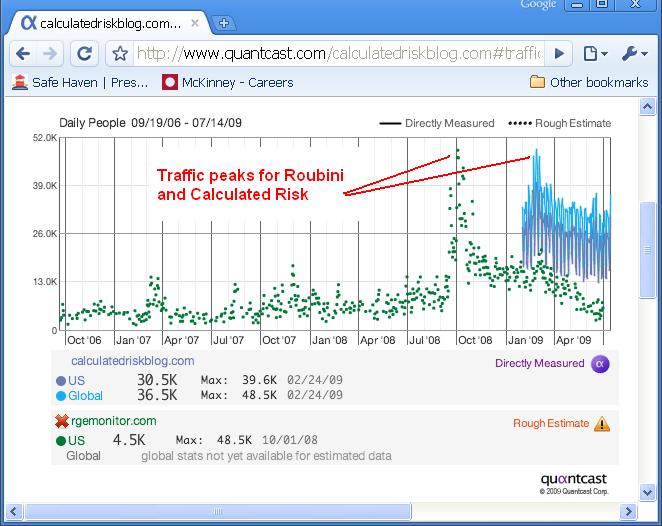 Google
calculatedriskblog.com...
http://www.quantcast.com/calculatedriskblog.com#traffic
Safe Haven | Pres... McKinney - Careers Other bookmarks
Daily People 09/19/06 - 07/14/09 Directly Measured Rough Estimate
52.0K
39.0K
26.0K
13.0K
0
Traffic peaks for Roubini
and Calculated Risk
Oct '06 Jan '07 Apr '07 Jul '07 Oct '07 Jan '08 Apr '08 Jul '08 Oct '08 Jan '09 Apr '09
calculatedriskblog.com Directly Measured
US 30.5K Max: 39.6K 02/24/09
Global 36.5K Max: 48.5K 02/24/09
rgemonitor.com Rough Estimate
US 4.5K Max: 48.5K 10/01/08
Global global stats not yet available for estimated data
quantcast
© 2009 Quantcast Corp.